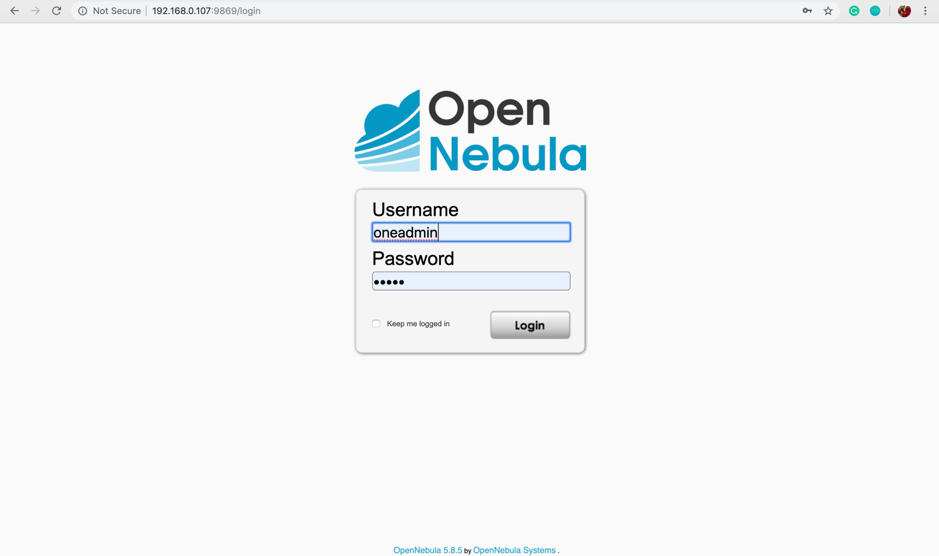 Not Secure | 192.168.0.107:9869/login
Open
Nebula
Username
oneadmin
Password
•••••
Keep me logged in
Login
OpenNebula 5.8.5 by OpenNebula Systems .